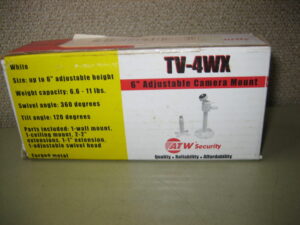 White
Size: up to 6" adjustable height
Weight capacity: 6.6 - 11 lbs.
Swivel angle: 360 degrees
Tilt angle: 120 degrees
Parts included: 1-wall mount,
1-ceiling mount, 2-2"
extensions, 1-1" extension,
1-adjustable swivel head
Forged metal
TV-4WX
6" Adjustable Camera Mount
ATW Security
Quality • Reliability • Affordability